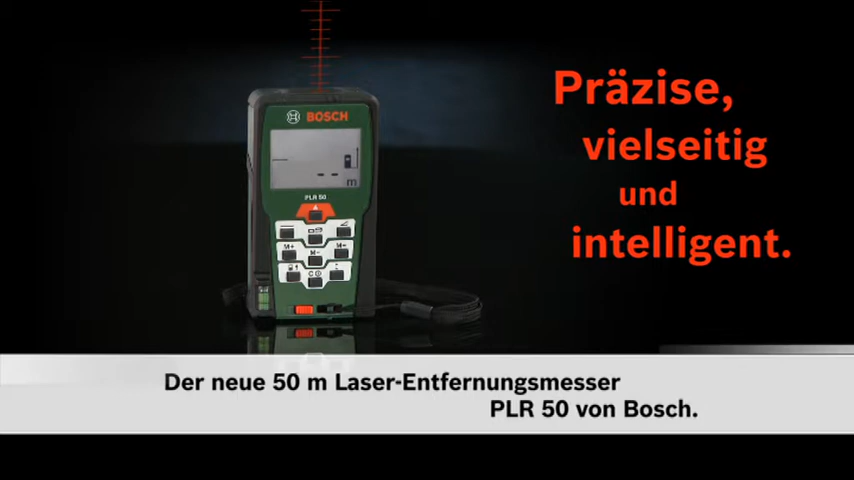 BOSCH
m
PLR 50
M+
M-
M=
Präzise,
vielseitig
und
intelligent.
Der neue 50 m Laser-Entfernungsmesser
PLR 50 von Bosch.